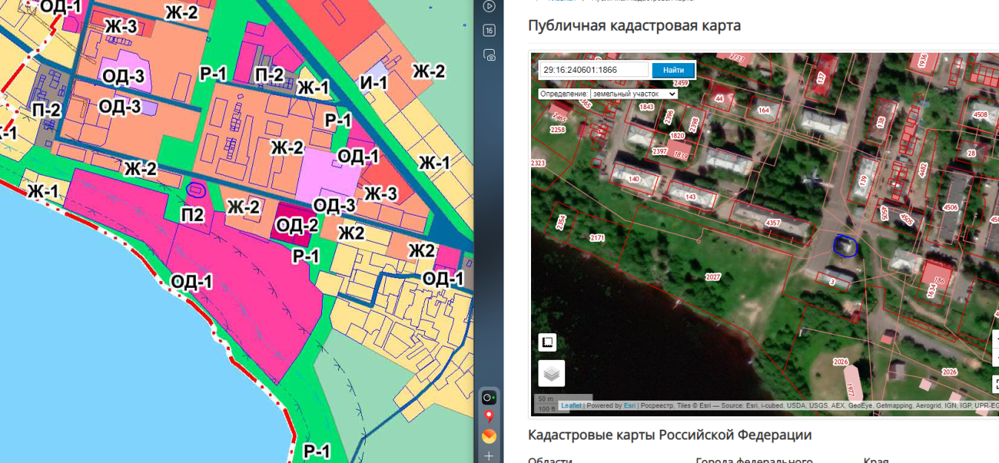 ОД-1
Ж-2
Ж-3
ОД-3
Р-1
П-2
Ж-1
И-1
Ж-2
П-2
ОД-3
Р-1
Ж-2
ОД-1
Ж-1
Ж-2
Ж-1
Ж-3
П2
Ж-2
ОД-3
ОД-2
Ж2
Р-1
Ж2
ОД-1
ОД-1
Р-1
16
Публичная кадастровая карта
29:16:240601:1866
Найти
Определение: земельный участок
2133
137
1926
2459
44
164
1843
2396
2398
138
4508
2465
2258
1820
2397
1819
28
2323
140
143
139
4482
4506
4505
4505
4357
2354
2171
2027
3
186
1634
2026
1977
2026
50 m
100 ft
Leaflet | Powered by Esri | Росреестр, Tiles © Esri — Source: Esri, i-cubed, USDA, USGS, AEX, GeoEye, Getmapping, Aerogrid, IGN, IGP, UPR-EG
Кадастровые карты Российской Федерации
Области
Города федерального
Края